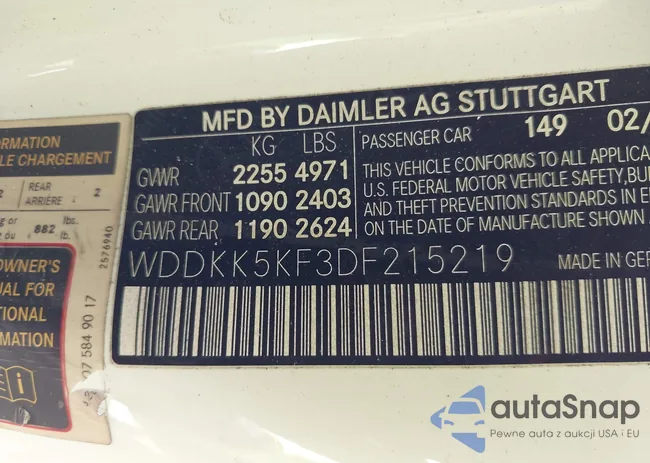 ORMATION
LE CHARGEMENT
2 REAR ARRIÈRE 2
882 lbs. lb.
2576940
OWNER'S
UAL FOR
TIONAL
RMATION
07 584 90 17
MFD BY DAIMLER AG STUTTGART
KG LBS
GVWR 2255 4971
GAWR FRONT 1090 2403
GAWR REAR 1190 2624
PASSENGER CAR 149 02/
THIS VEHICLE CONFORMS TO ALL APPLICA
U.S. FEDERAL MOTOR VEHICLE SAFETY, BU
AND THEFT PREVENTION STANDARDS IN E
ON THE DATE OF MANUFACTURE SHOWN
WDDKK5KF3DF215219
MADE IN GER
autaSnap
Pewne auta z aukcji USA i EU